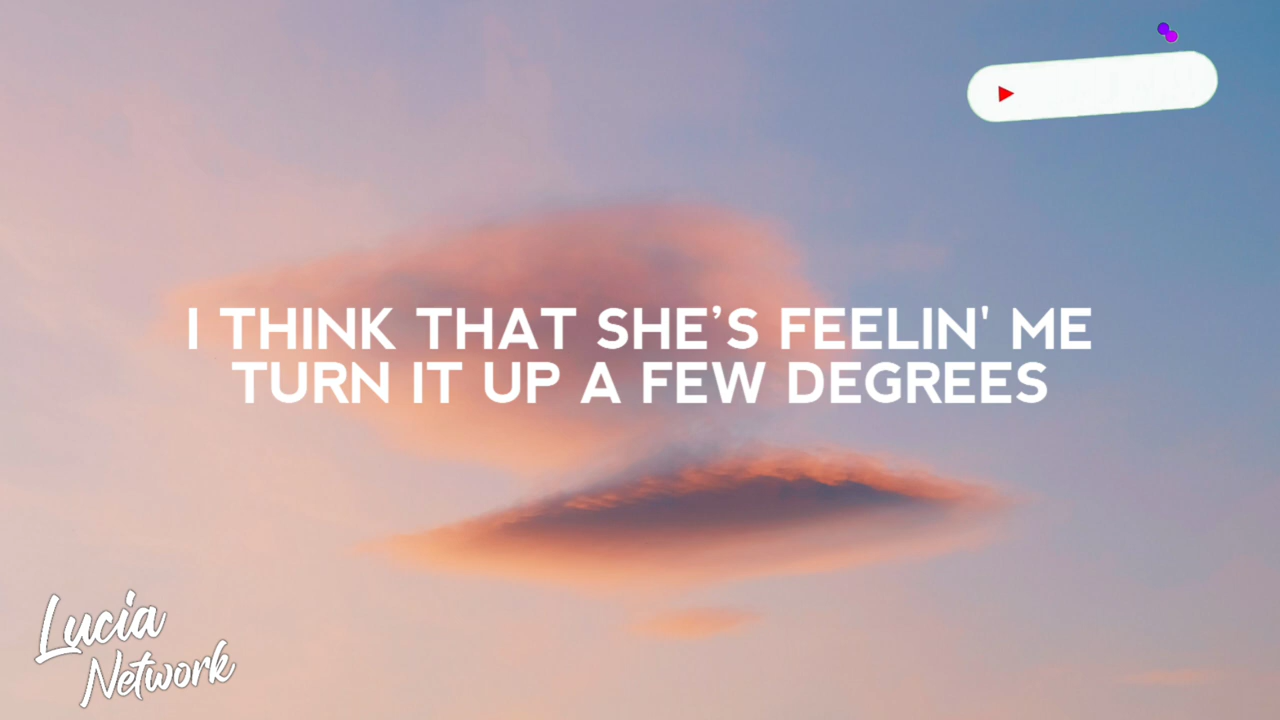 I THINK THAT SHE’S FEELIN' ME
TURN IT UP A FEW DEGREES
Lucia
Network